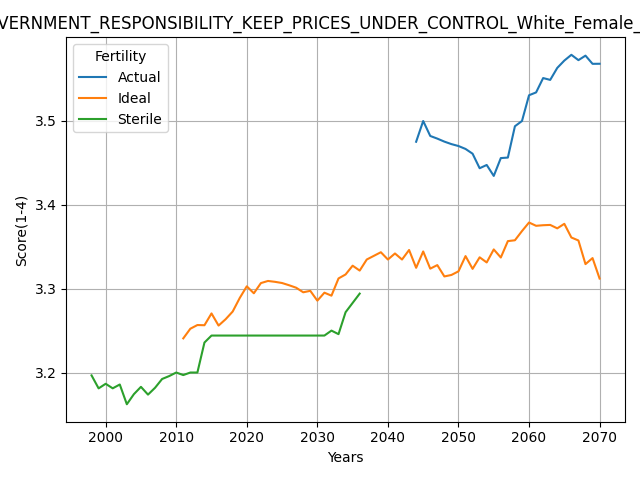 VERNMENT_RESPONSIBILITY_KEEP_PRICES_UNDER_CONTROL_White_Female_
Fertility
Actual
Ideal
Sterile
Score(1-4)
3.5
3.4
3.3
3.2
2000 2010 2020 2030 2040 2050 2060 2070
Years